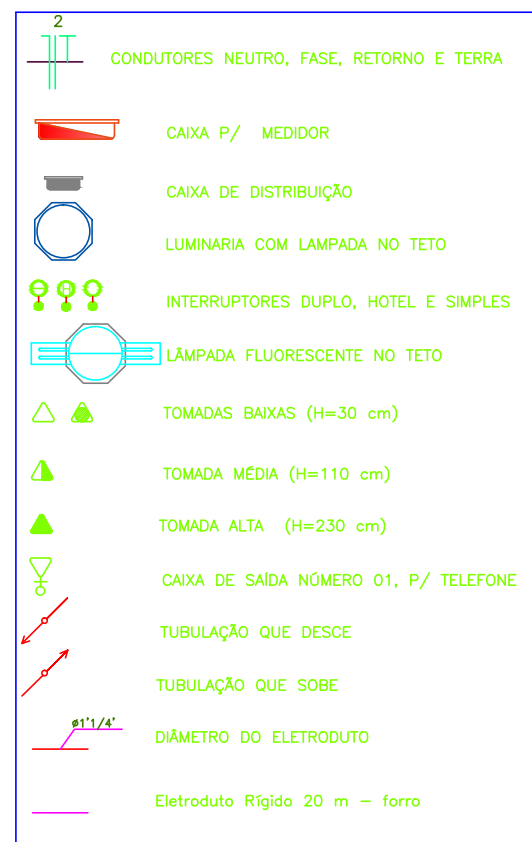 2
CONDUTORES NEUTRO, FASE, RETORNO E TERRA
CAIXA P/ MEDIDOR
CAIXA DE DISTRIBUIÇÃO
LUMINARIA COM LAMPADA NO TETO
H
INTERRUPTORES DUPLO, HOTEL E SIMPLES
LÂMPADA FLUORESCENTE NO TETO
TOMADAS BAIXAS (H=30 cm)
TOMADA MÉDIA (H=110 cm)
TOMADA ALTA (H=230 cm)
CAIXA DE SAÍDA NÚMERO 01, P/ TELEFONE
TUBULAÇÃO QUE DESCE
TUBULAÇÃO QUE SOBE
ø1'1/4'
DIÂMETRO DO ELETRODUTO
Eletroduto Rígido 20 m – forro